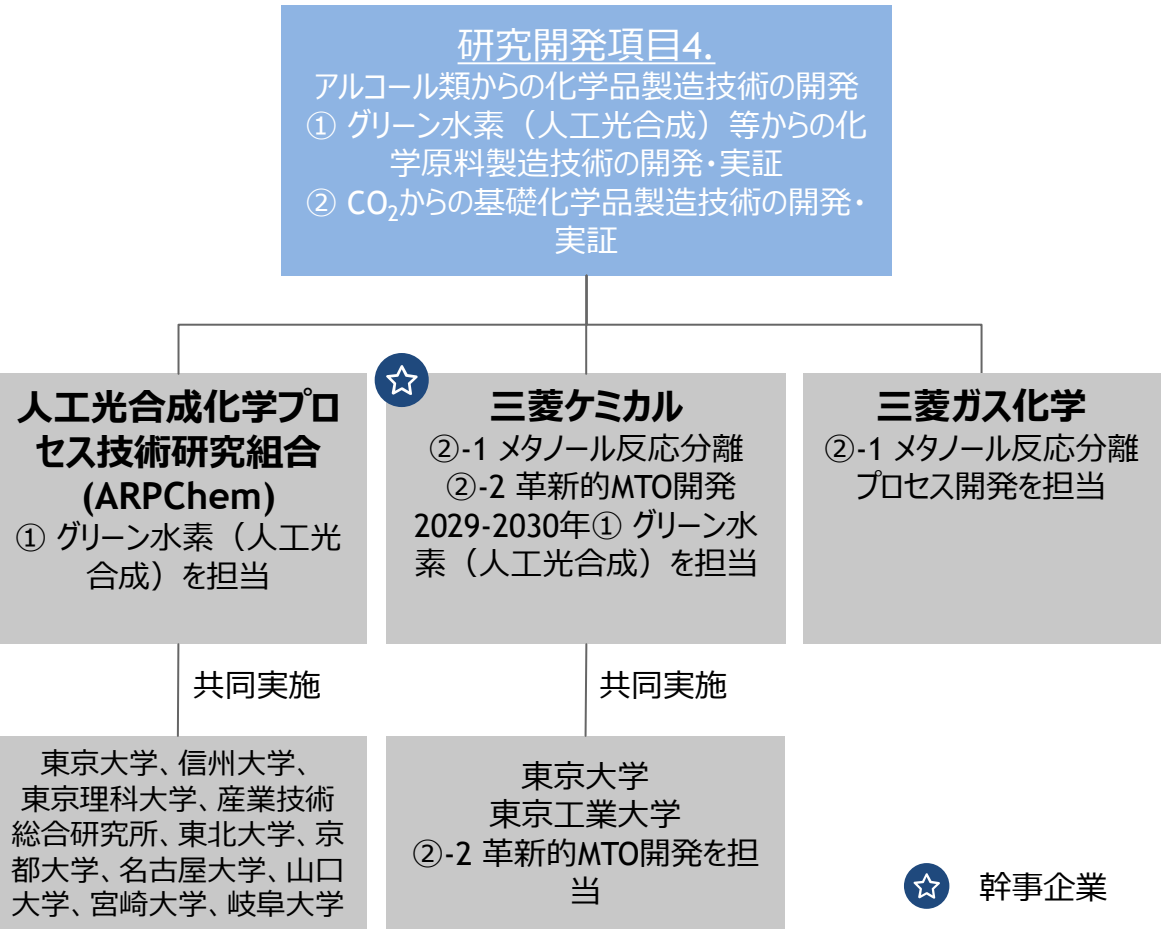 研究開発項目4.
アルコール類からの化学品製造技術の開発
① グリーン水素（人工光合成）等からの化
学原料製造技術の開発・実証
② CO₂からの基礎化学品製造技術の開発・
実証
人工光合成化学プロ
セス技術研究組合
(ARPChem)
① グリーン水素（人工光
合成）を担当
三菱ケミカル
②-1 メタノール反応分離
②-2 革新的MTO開発
2029-2030年① グリーン水
素（人工光合成）を担当
三菱ガス化学
②-1 メタノール反応分離
プロセス開発を担当
共同実施
共同実施
東京大学、信州大学、
東京理科大学、産業技術
総合研究所、東北大学、京
都大学、名古屋大学、山口
大学、宮崎大学、岐阜大学
東京大学
東京工業大学
②-2 革新的MTO開発を担
当
幹事企業